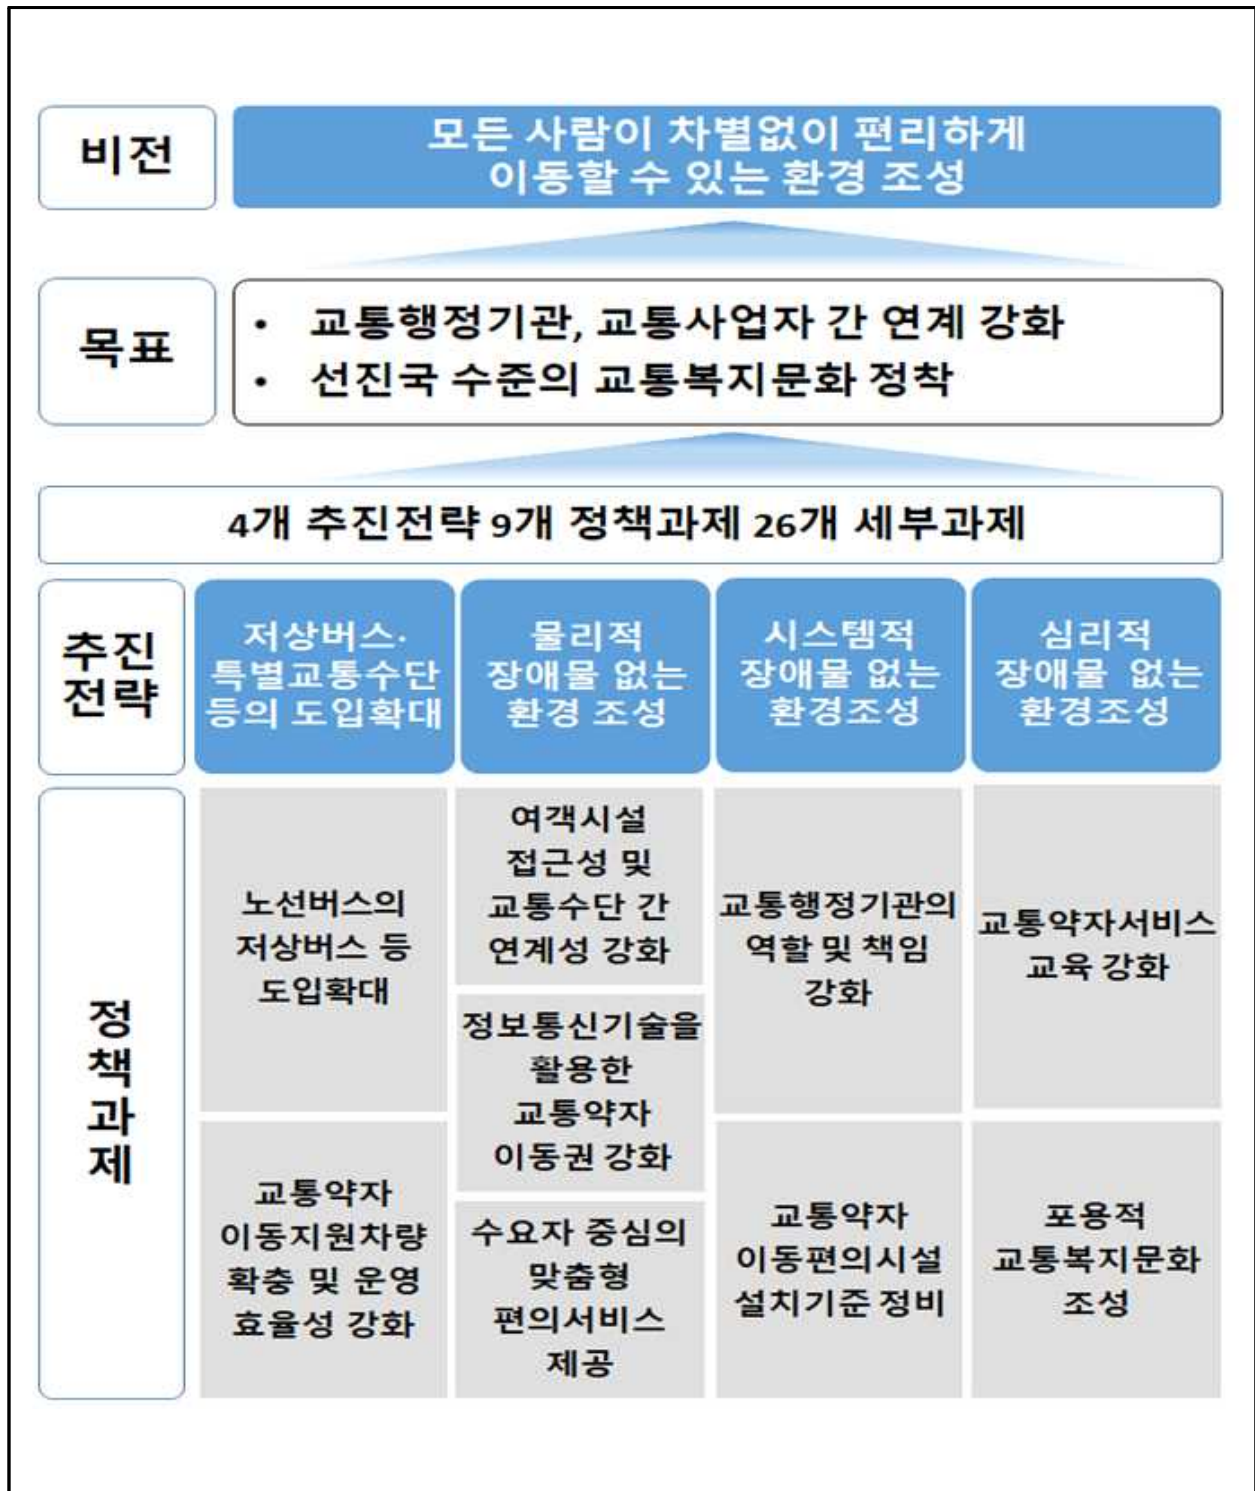 비전
모든 사람이 차별없이 편리하게
이동할 수 있는 환경 조성
목표
• 교통행정기관, 교통사업자 간 연계 강화
• 선진국 수준의 교통복지문화 정착
4개 추진전략 9개 정책과제 26개 세부과제
추진
전략
저상버스·
특별교통수단
등의 도입확대
물리적
장애물 없는
환경 조성
시스템적
장애물 없는
환경조성
심리적
장애물 없는
환경조성
정
책
과
제
노선버스의
저상버스 등
도입확대
교통약자
이동지원차량
확충 및 운영
효율성 강화
여객시설
접근성 및
교통수단 간
연계성 강화
정보통신기술을
활용한
교통약자
이동권 강화
수요자 중심의
맞춤형
편의서비스
제공
교통행정기관의
역할 및 책임
강화
교통약자
이동편의시설
설치기준 정비
교통약자서비스
교육 강화
포용적
교통복지문화
조성